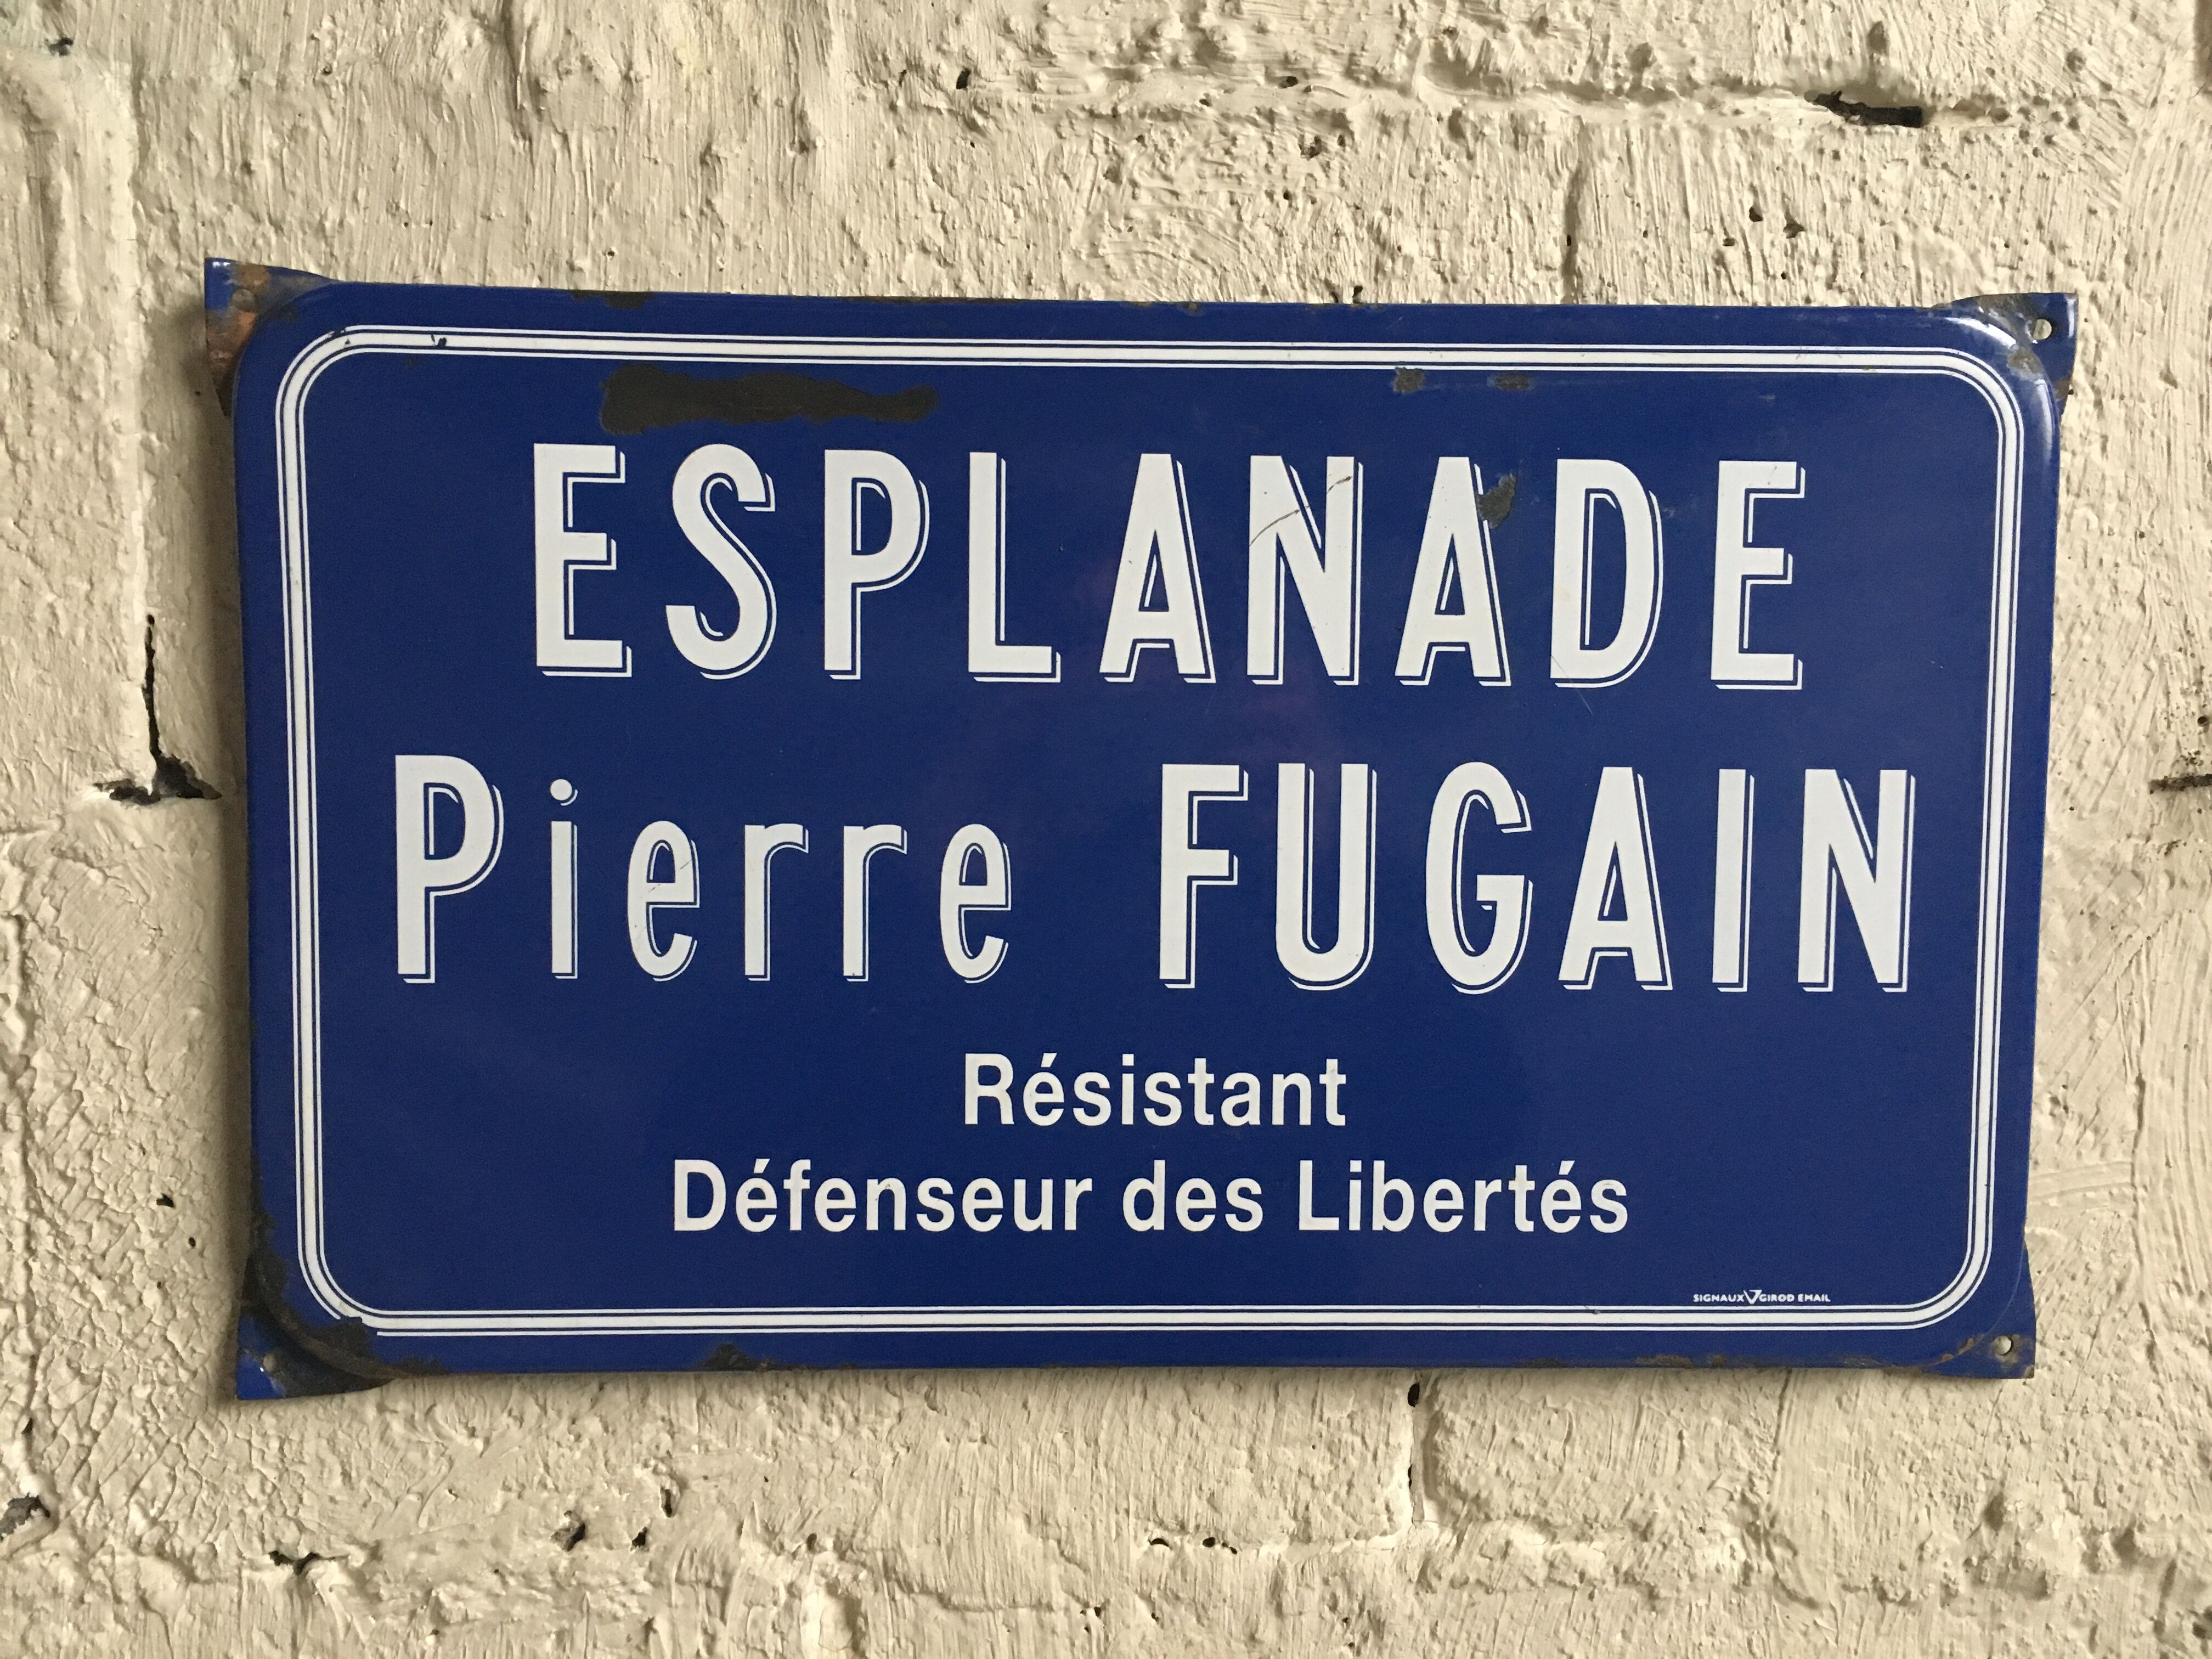 ESPLANADE
Pierre FUGAIN
Résistant
Défenseur des Libertés
SIGNAUX GIROD EMAIL